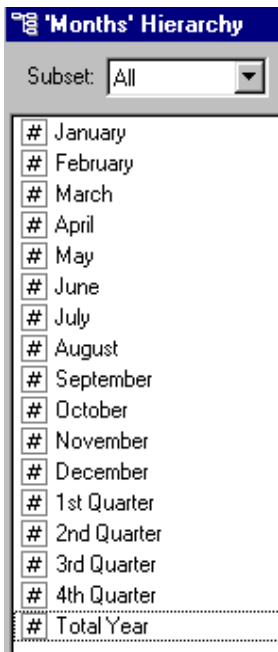 'Months' Hierarchy
Subset: All
# January
# February
# March
# April
# May
# June
# July
# August
# September
# October
# November
# December
# 1st Quarter
# 2nd Quarter
# 3rd Quarter
# 4th Quarter
# Total Year